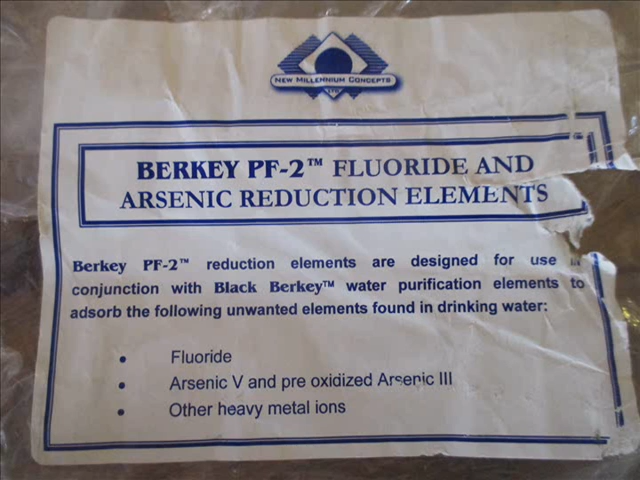 NEW MILLENNIUM CONCEPTS
LTD
BERKEY PF-2™ FLUORIDE AND
ARSENIC REDUCTION ELEMENTS
Berkey PF-2™ reduction elements are designed for use in
conjunction with Black Berkey™ water purification elements to
adsorb the following unwanted elements found in drinking water:
• Fluoride
• Arsenic V and pre oxidized Arsenic III
• Other heavy metal ions